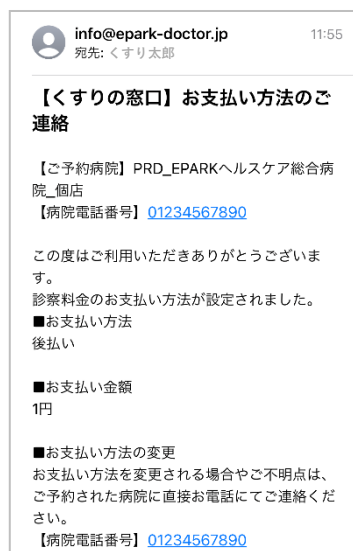 info@epark-doctor.jp
11:55
宛先: くすり太郎
【くすりの窓口】お支払い方法のご
連絡
【ご予約病院】PRD_EPARKヘルスケア総合病
院_個店
【病院電話番号】01234567890
この度はご利用いただきありがとうございま
す。
診察料金のお支払い方法が設定されました。
■お支払い方法
後払い
■お支払い金額
1円
■お支払い方法の変更
お支払い方法を変更される場合やご不明点は、
ご予約された病院に直接お電話にてご連絡くだ
さい。
【病院電話番号】01234567890